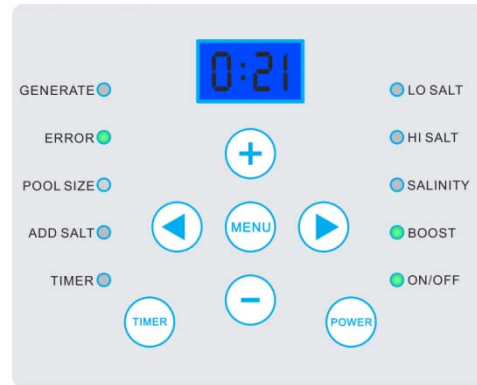 0:21
GENERATE
LO SALT
ERROR
HI SALT
+
POOL SIZE
SALINITY
ADD SALT
MENU
BOOST
TIMER
−
ON/OFF
TIMER
POWER